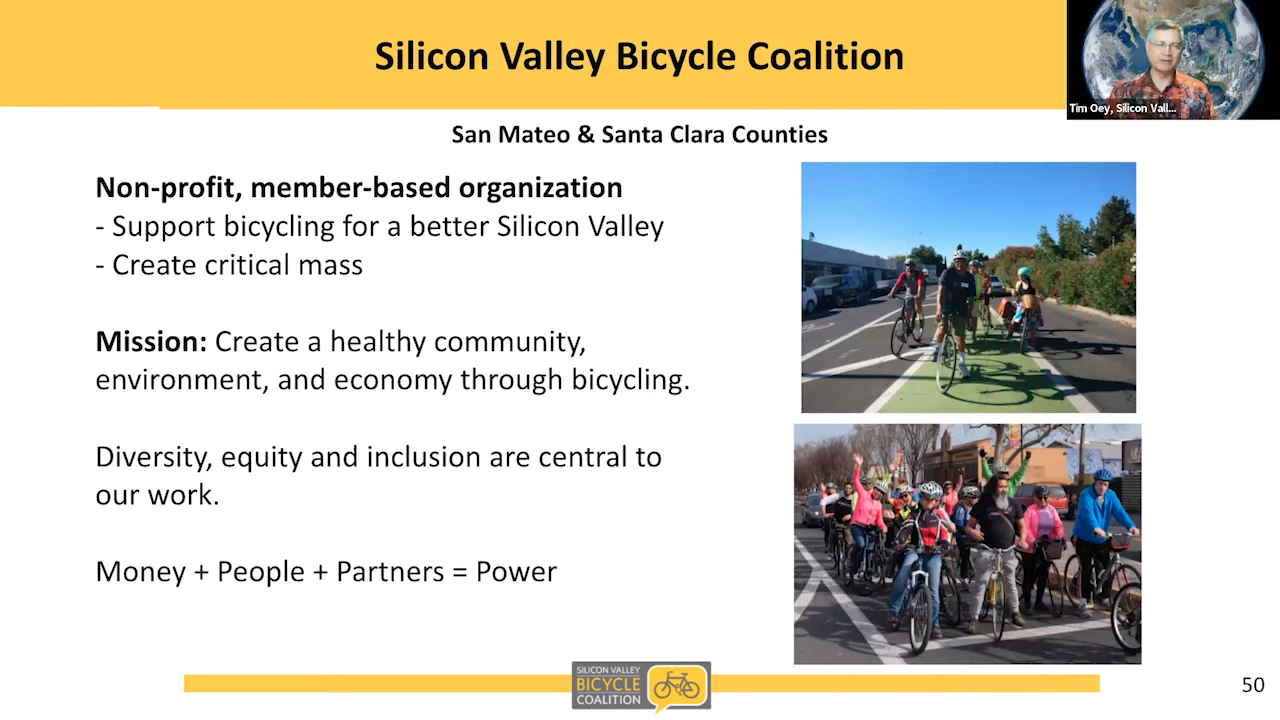 Silicon Valley Bicycle Coalition
Tim Oey, Silicon Vall...
San Mateo & Santa Clara Counties
Non-profit, member-based organization
- Support bicycling for a better Silicon Valley
- Create critical mass
Mission: Create a healthy community,
environment, and economy through bicycling.
Diversity, equity and inclusion are central to
our work.
Money + People + Partners = Power
SILICON VALLEY
BICYCLE
COALITION
50